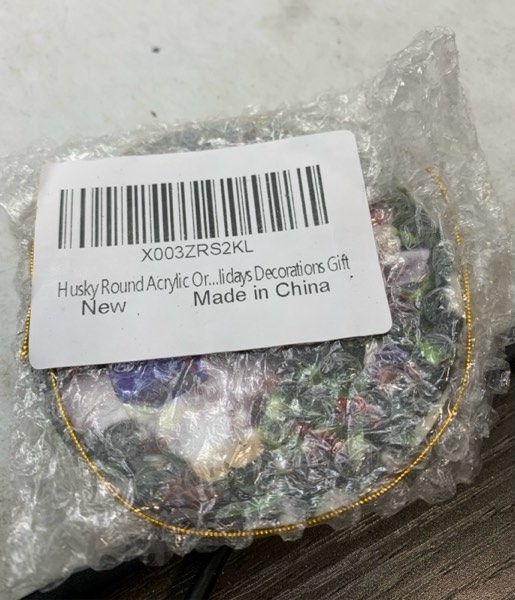 X003ZRS2KL
Husky Round Acrylic Or...lidays Decorations Gift
New Made in China